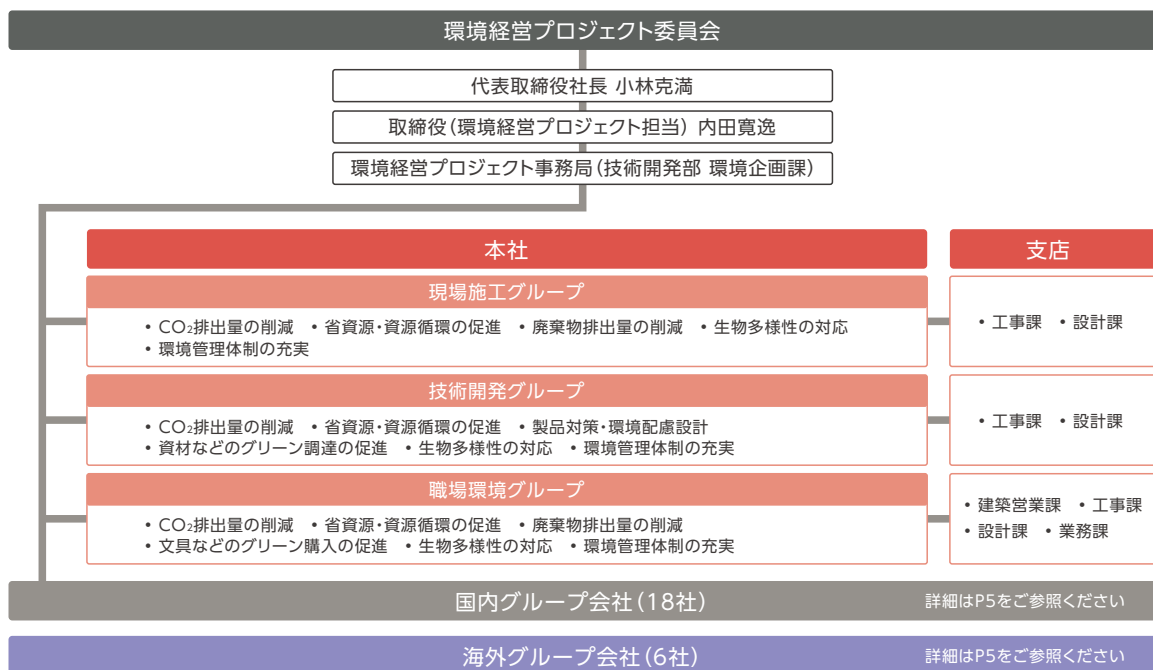 環境経営プロジェクト委員会
代表取締役社長 小林克満
取締役(環境経営プロジェクト担当) 内田寛逸
環境経営プロジェクト事務局(技術開発部 環境企画課)
本社
支店
現場施工グループ
• CO₂排出量の削減 • 省資源・資源循環の促進 • 廃棄物排出量の削減 • 生物多様性の対応
• 環境管理体制の充実
• 工事課 • 設計課
技術開発グループ
• CO₂排出量の削減 • 省資源・資源循環の促進 • 製品対策・環境配慮設計
• 資材などのグリーン調達の促進 • 生物多様性の対応 • 環境管理体制の充実
• 工事課 • 設計課
職場環境グループ
• CO₂排出量の削減 • 省資源・資源循環の促進 • 廃棄物排出量の削減
• 文具などのグリーン購入の促進 • 生物多様性の対応 • 環境管理体制の充実
• 建築営業課 • 工事課
• 設計課 • 業務課
国内グループ会社(18社) 詳細はP5をご参照ください
海外グループ会社(6社) 詳細はP5をご参照ください